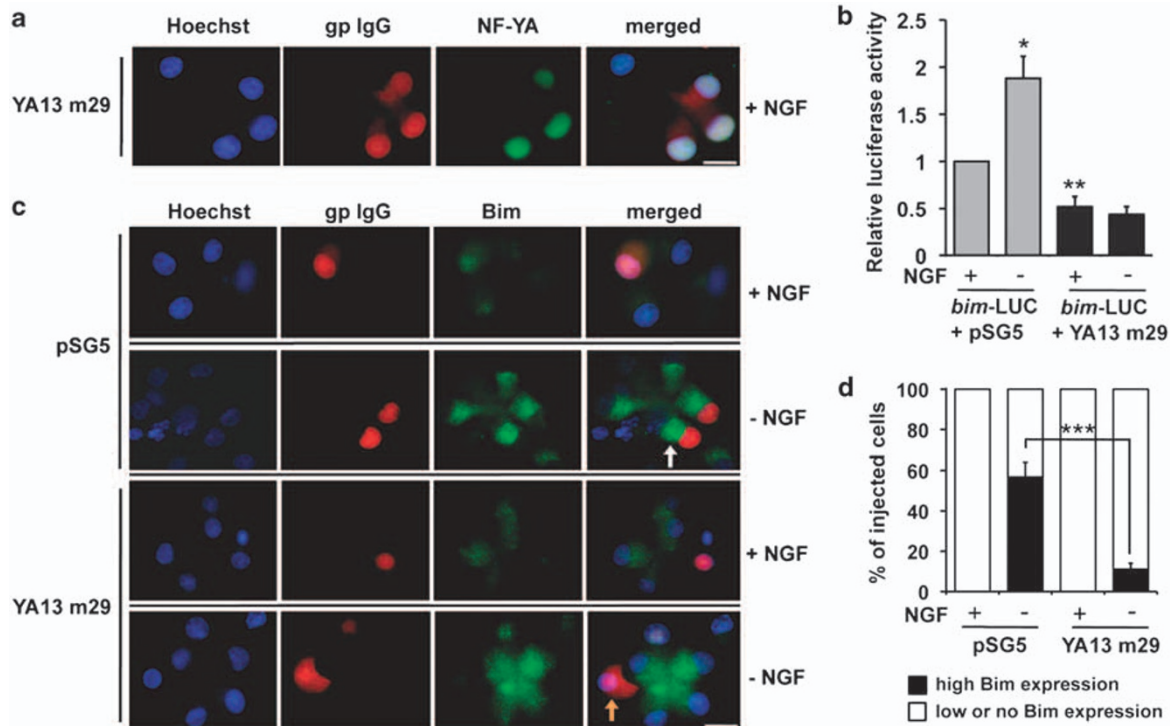 a
Hoechst
gp IgG
NF-YA
merged
YA13 m29
+ NGF
b
Relative luciferase activity
2.5
2
1.5
1
0.5
0
*
**
NGF
+
-
+
-
bim-LUC
+ pSG5
bim-LUC
+ YA13 m29
c
Hoechst
gp IgG
Bim
merged
pSG5
+ NGF
- NGF
YA13 m29
+ NGF
- NGF
d
% of injected cells
100
80
60
40
20
0
***
NGF
+
-
+
-
pSG5
YA13 m29
high Bim expression
low or no Bim expression